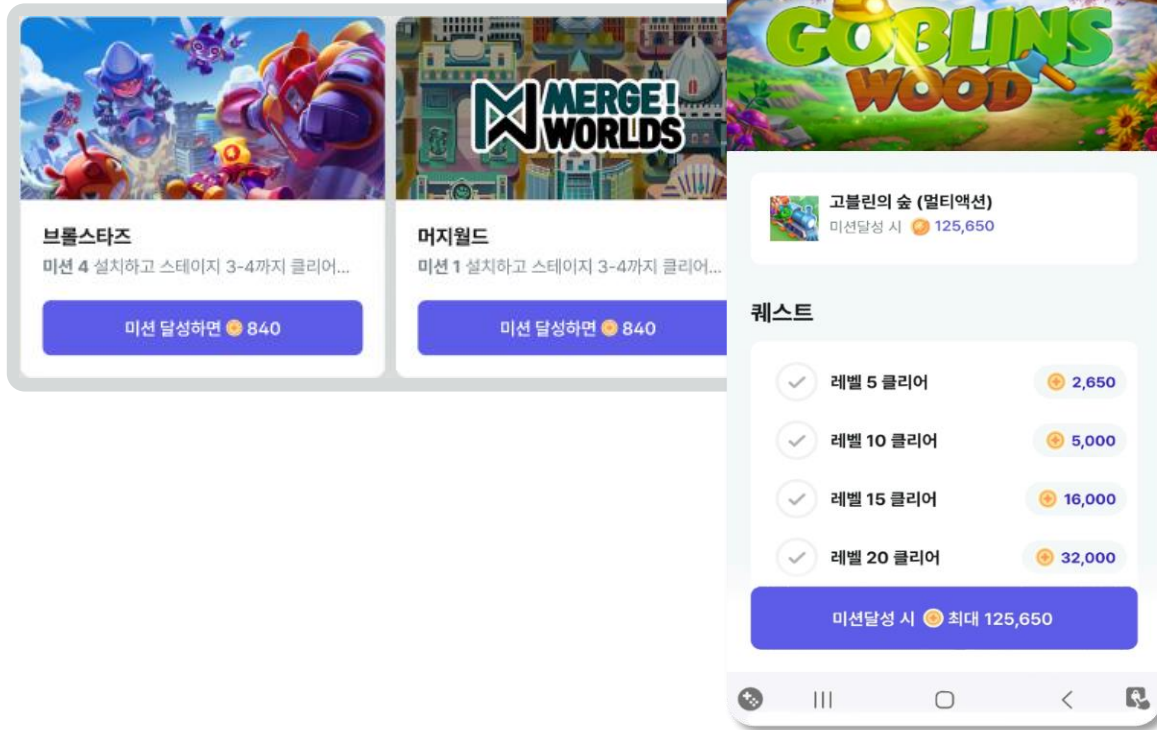 MERGE!
WORLDS
브롤스타즈
미션 4 설치하고 스테이지 3-4까지 클리어...
미션 달성하면 840
머지월드
미션 1 설치하고 스테이지 3-4까지 클리어...
미션 달성하면 840
GOBLINS
WOOD
고블린의 숲 (멀티액션)
미션달성 시 125,650
퀘스트
레벨 5 클리어 2,650
레벨 10 클리어 5,000
레벨 15 클리어 16,000
레벨 20 클리어 32,000
미션달성 시 최대 125,650